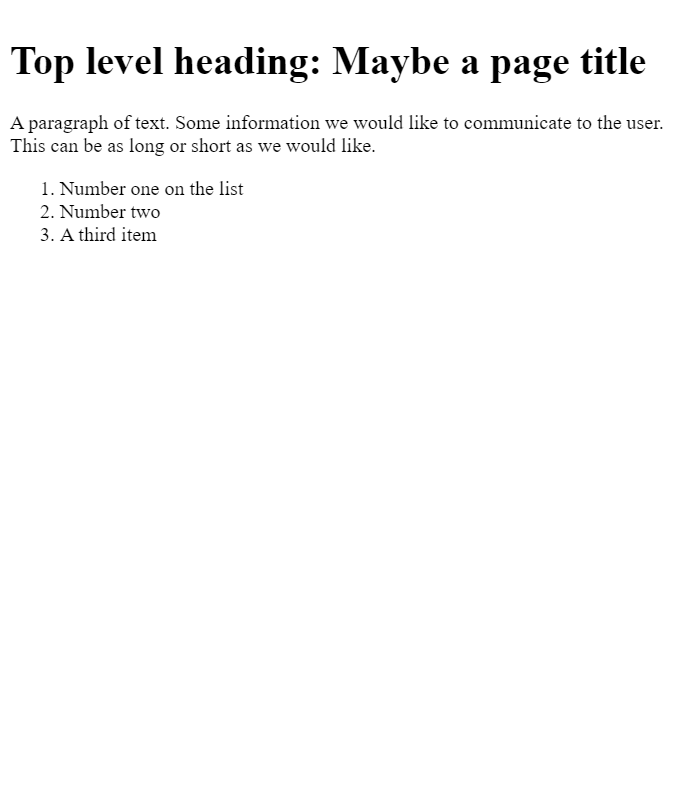 Top level heading: Maybe a page title
A paragraph of text. Some information we would like to communicate to the user.
This can be as long or short as we would like.
1. Number one on the list
2. Number two
3. A third item